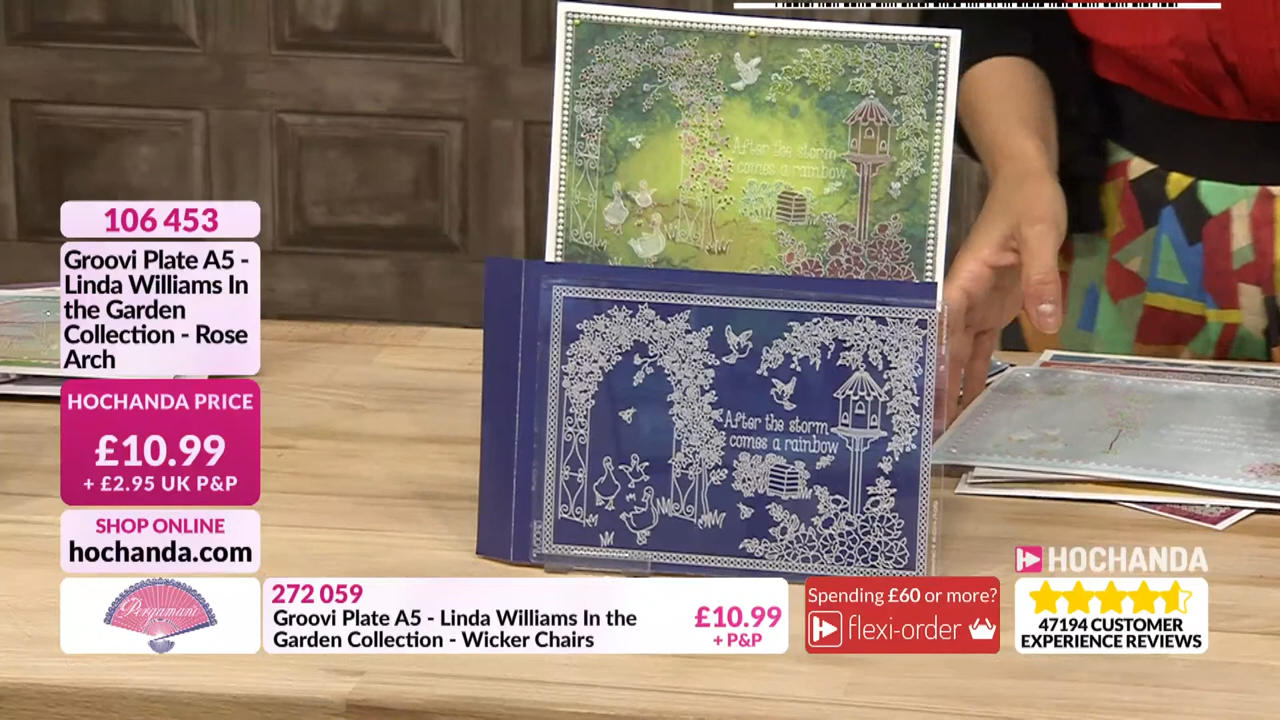 After the storm
comes a rainbow
106 453
Groovi Plate A5 -
Linda Williams In
the Garden
Collection - Rose
Arch
After the storm
comes a rainbow
HOCHANDA PRICE
£10.99
+ £2.95 UK P&P
SHOP ONLINE
hochanda.com
HOCHANDA
Pergamano
272 059
Groovi Plate A5 - Linda Williams In the
Garden Collection - Wicker Chairs
£10.99
+ P&P
Spending £60 or more?
flexi-order
47194 CUSTOMER
EXPERIENCE REVIEWS